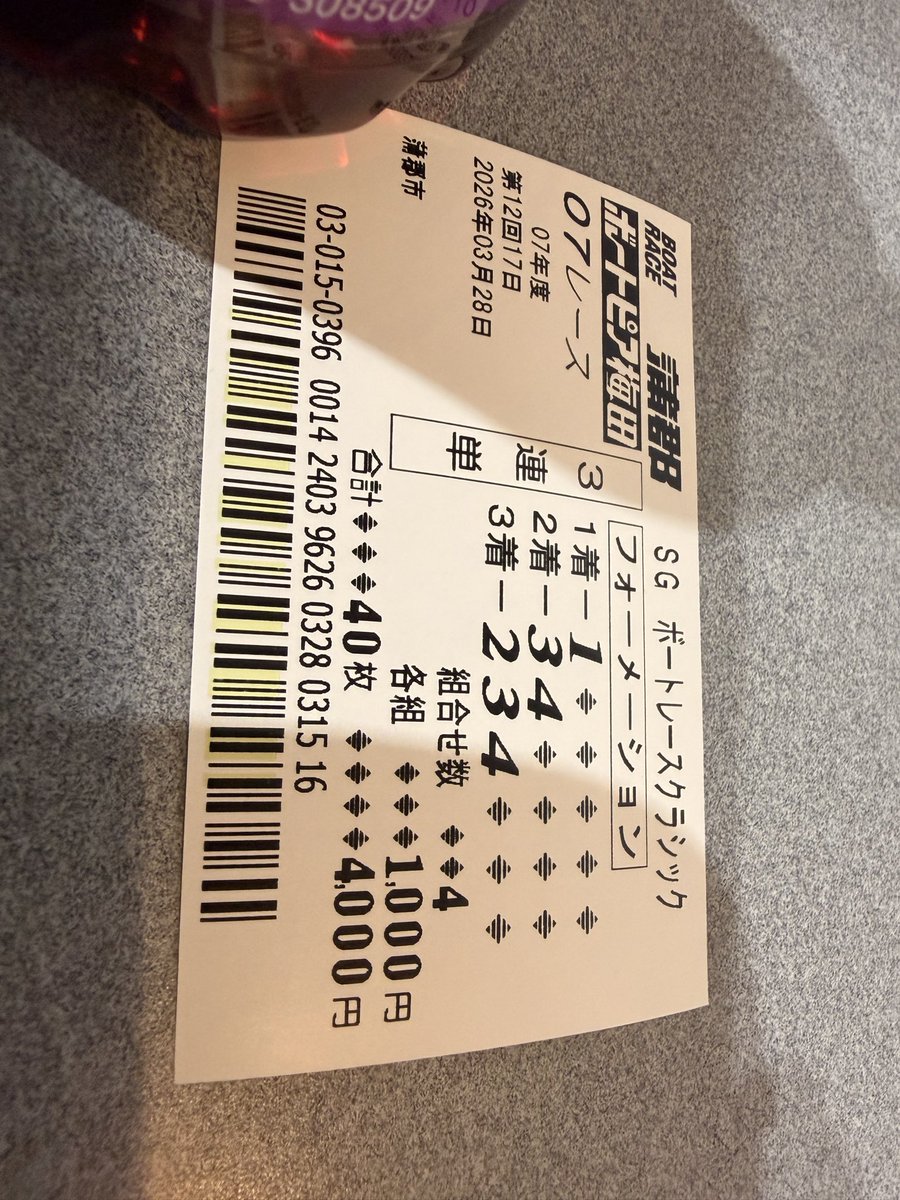 S08509
BOAT RACE 蒲郡 SG ボートレースクラシック
ボートピア梅田
フォーメーション
07レース
3連単
1着－1
2着－34
3着－234
07年度
第12回17日
2026年03月28日
組合せ数 4
各組 1,000円
合計 40枚 4,000円
蒲郡市
03-015-0396 0014 2403 9626 0328 0315 16